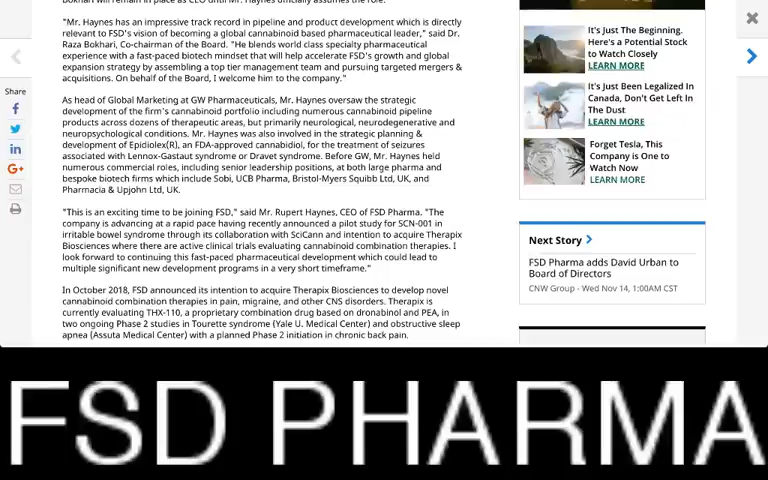 Bokhari will remain in place as CEO until Mr. Haynes officially assumes the role.
"Mr. Haynes has an impressive track record in pipeline and product development which is directly
relevant to FSD's vision of becoming a global cannabinoid based pharmaceutical leader," said Dr.
Raza Bokhari, Co-chairman of the Board. "He blends world class specialty pharmaceutical
experience with a fast-paced biotech mindset that will help accelerate FSD's growth and global
expansion strategy by assembling a top tier management team and pursuing targeted mergers &
acquisitions. On behalf of the Board, I welcome him to the company."
Share
As head of Global Marketing at GW Pharmaceuticals, Mr. Haynes oversaw the strategic
development of the firm's cannabinoid portfolio including numerous cannabinoid pipeline
products across dozens of therapeutic areas, but primarily neurological, neurodegenerative and
neuropsychological conditions. Mr. Haynes was also involved in the strategic planning &
development of Epidiolex(R), an FDA-approved cannabidiol, for the treatment of seizures
associated with Lennox-Gastaut syndrome or Dravet syndrome. Before GW, Mr. Haynes held
numerous commercial roles, including senior leadership positions, at both large pharma and
bespoke biotech firms which include Sobi, UCB Pharma, Bristol-Myers Squibb Ltd, UK, and
Pharmacia & Upjohn Ltd, UK.
"This is an exciting time to be joining FSD," said Mr. Rupert Haynes, CEO of FSD Pharma. "The
company is advancing at a rapid pace having recently announced a pilot study for SCN-001 in
irritable bowel syndrome through its collaboration with SciCann and intention to acquire Therapix
Biosciences where there are active clinical trials evaluating cannabinoid combination therapies. I
look forward to continuing this fast-paced pharmaceutical development which could lead to
multiple significant new development programs in a very short timeframe."
In October 2018, FSD announced its intention to acquire Therapix Biosciences to develop novel
cannabinoid combination therapies in pain, migraine, and other CNS disorders. Therapix is
currently evaluating THX-110, a proprietary combination drug based on dronabinol and PEA, in
two ongoing Phase 2 studies in Tourette syndrome (Yale U. Medical Center) and obstructive sleep
apnea (Assuta Medical Center) with a planned Phase 2 initiation in chronic back pain.
It's Just The Beginning.
Here's a Potential Stock
to Watch Closely
LEARN MORE
It's Just Been Legalized In
Canada, Don't Get Left In
The Dust
LEARN MORE
Forget Tesla, This
Company is One to
Watch Now
LEARN MORE
Next Story
FSD Pharma adds David Urban to
Board of Directors
CNW Group - Wed Nov 14, 1:00AM CST
FSD PHARMA